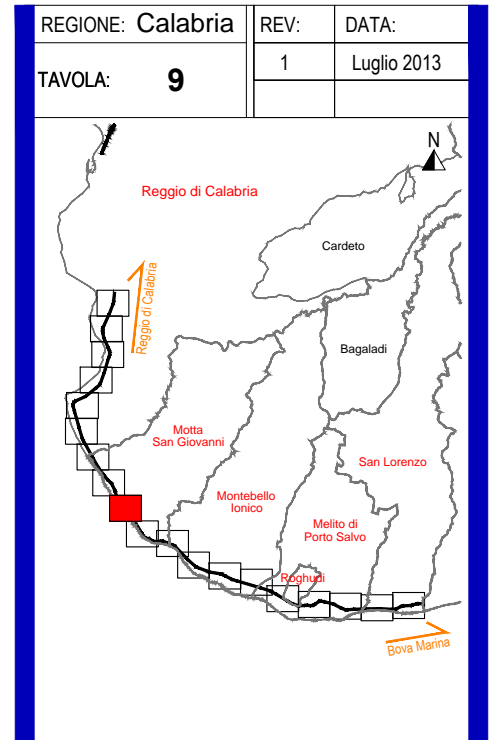 REGIONE: Calabria
REV:
DATA:
TAVOLA: 9
1
Luglio 2013
N
Reggio di Calabria
Cardeto
Reggio di Calabria
Bagaladi
Motta
San Giovanni
San Lorenzo
Montebello
Ionico
Melito di
Porto Salvo
Roghudi
Bova Marina